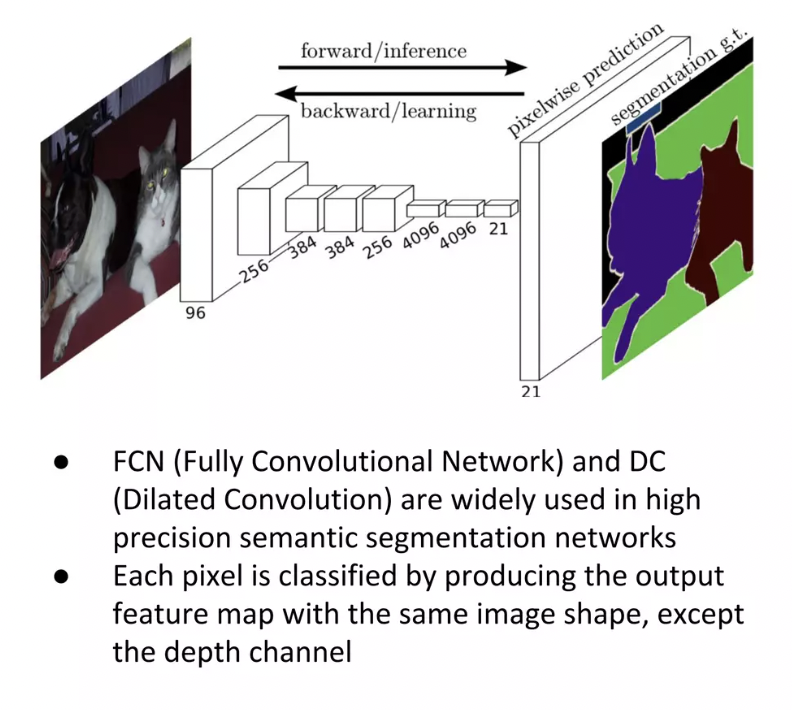 forward/inference
backward/learning
pixelwise prediction
segmentation g.t.
96
256
384
384
256
4096
4096
21
21
● FCN (Fully Convolutional Network) and DC
(Dilated Convolution) are widely used in high
precision semantic segmentation networks
● Each pixel is classified by producing the output
feature map with the same image shape, except
the depth channel